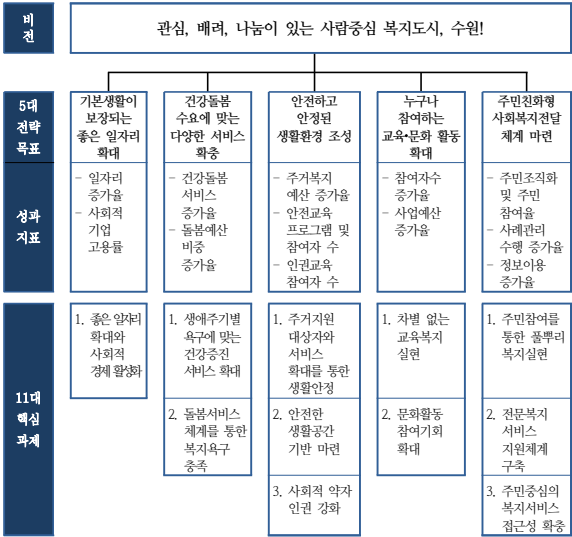 비
전
관심, 배려, 나눔이 있는 사람중심 복지도시, 수원!
5대
전략
목표
기본생활이
보장되는
좋은 일자리
확대
건강돌봄
수요에 맞는
다양한 서비스
확충
안전하고
안정된
생활환경 조성
누구나
참여하는
교육•문화 활동
확대
주민친화형
사회복지전달
체계 마련
성과
지표
- 일자리
증가율
- 사회적
기업
고용률
- 건강돌봄
서비스
증가율
- 돌봄예산
비중
증가율
- 주거복지
예산 증가율
- 안전교육
프로그램 및
참여자 수
- 인권교육
참여자 수
- 참여자수
증가율
- 사업예산
증가율
- 주민조직화
및 주민
참여율
- 사례관리
수행 증가율
- 정보이용
증가율
11대
핵심
과제
1. 좋은 일자리
확대와
사회적
경제 활성화
1. 생애주기별
욕구에 맞는
건강증진
서비스 확대
2. 돌봄서비스
체계를 통한
복지욕구
충족
1. 주거지원
대상자와
서비스
확대를 통한
생활안정
2. 안전한
생활공간
기반 마련
3. 사회적 약자
인권 강화
1. 차별 없는
교육복지
실현
2. 문화활동
참여기회
확대
1. 주민참여를
통한 풀뿌리
복지실현
2. 전문복지
서비스
지원체계
구축
3. 주민중심의
복지서비스
접근성 확충